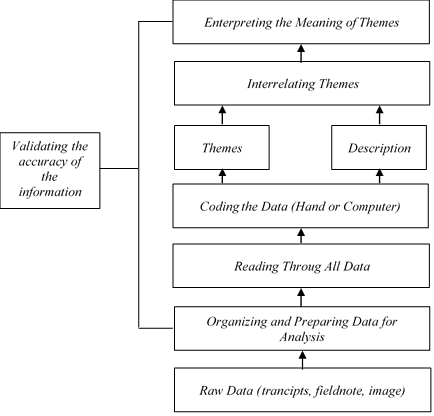 Enterpreting the Meaning of Themes
Interrelating Themes
Validating the
accuracy of
the
information
Themes
Description
Coding the Data (Hand or Computer)
Reading Throug All Data
Organizing and Preparing Data for
Analysis
Raw Data (trancipts, fieldnote, image)